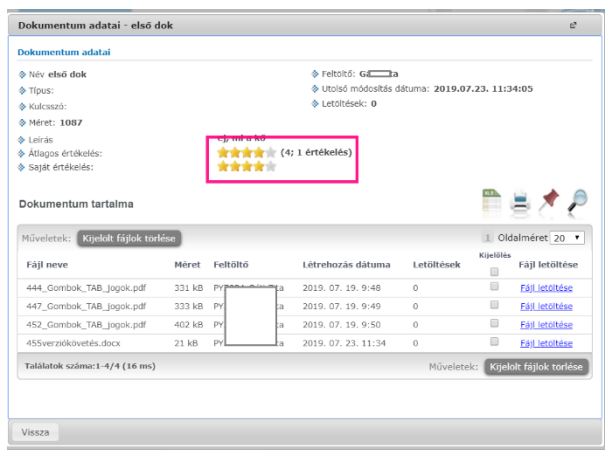 Dokumentum adatai - első dok
Dokumentum adatai
Név első dok
Típus:
Kulcsszó:
Méret: 1087
Leírás
Átlagos értékelés: (4; 1 értékelés)
Saját értékelés:
Feltöltő:
Utolsó módosítás dátuma: 2019.07.23. 11:34:05
Letöltések: 0
Dokumentum tartalma
Műveletek: Kijelölt fájlok törlése
1 Oldalméret 20
Fájl neve Méret Feltöltő Létrehozás dátuma Letöltések Kijelölés Fájl letöltése
444_Gombok_TAB_jogok.pdf 331 kB 2019. 07. 19. 9:48 0 Fájl letöltése
447_Gombok_TAB_jogok.pdf 333 kB 2019. 07. 19. 9:49 0 Fájl letöltése
452_Gombok_TAB_jogok.pdf 402 kB 2019. 07. 19. 9:50 0 Fájl letöltése
455verziókövetés.docx 21 kB 2019. 07. 23. 11:34 0 Fájl letöltése
Találatok száma:1-4/4 (16 ms)
Műveletek: Kijelölt fájlok törlése
Vissza